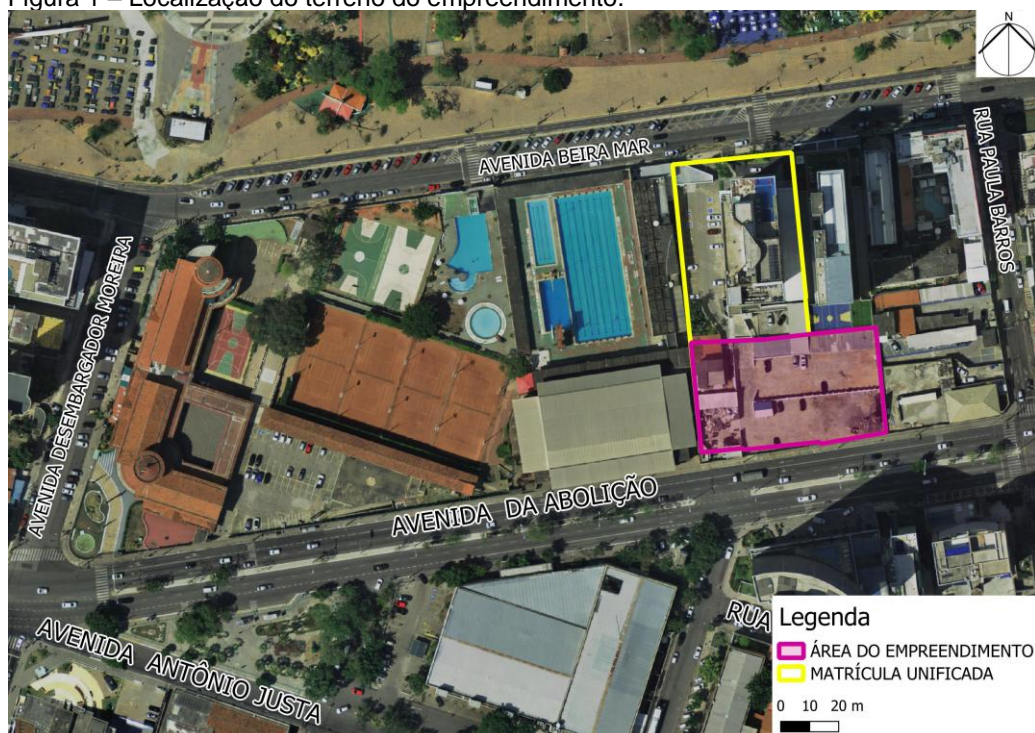 Figura 1 – Localização do terreno do empreendimento.
N
AVENIDA BEIRA MAR
RUA PAULA BARROS
AVENIDA DESEMBARGADOR MOREIRA
AVENIDA DA ABOLIÇÃO
RUA
AVENIDA ANTÔNIO JUSTA
Legenda
ÁREA DO EMPREENDIMENTO
MATRÍCULA UNIFICADA
0 10 20 m